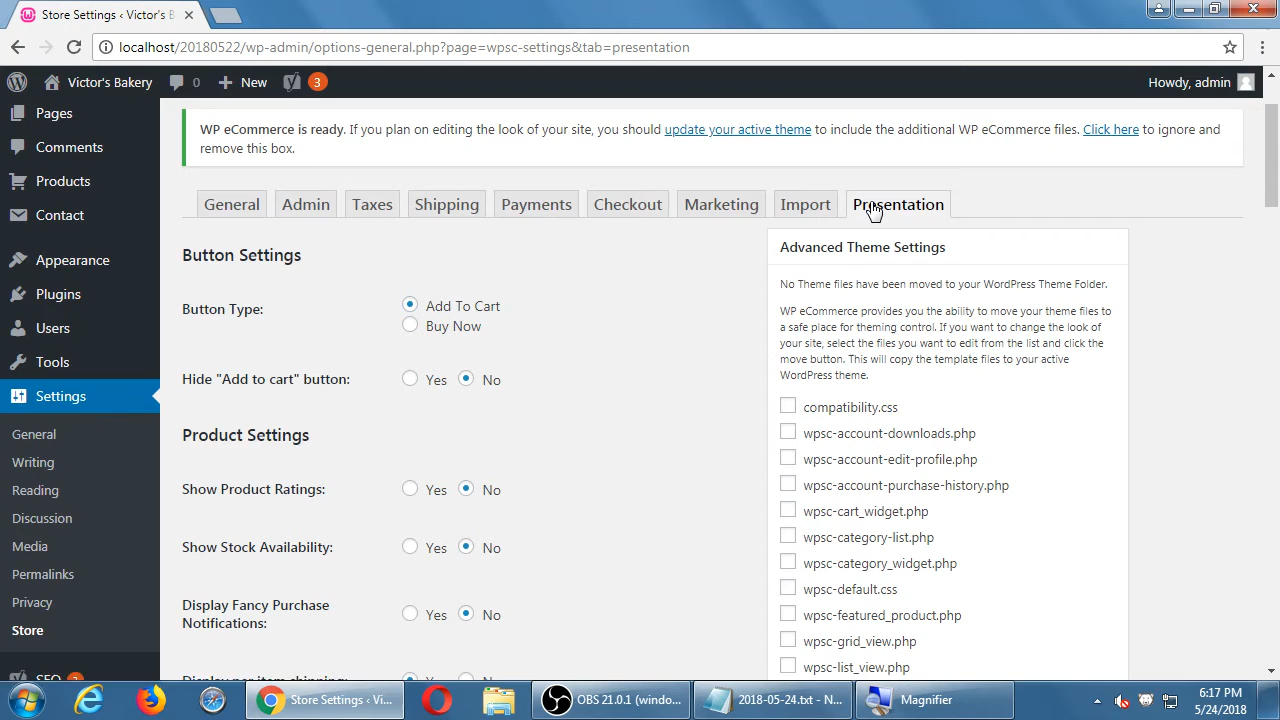 Store Settings ‹ Victor's B
localhost/20180522/wp-admin/options-general.php?page=wpsc-settings&tab=presentation
Victor's Bakery
0
New
3
Howdy, admin
Pages
Comments
Products
Contact
Appearance
Plugins
Users
Tools
Settings
General
Writing
Reading
Discussion
Media
Permalinks
Privacy
Store
SEO
WP eCommerce is ready. If you plan on editing the look of your site, you should update your active theme to include the additional WP eCommerce files. Click here to ignore and
remove this box.
General Admin Taxes Shipping Payments Checkout Marketing Import Presentation
Button Settings
Button Type:
Add To Cart
Buy Now
Hide "Add to cart" button:
Yes No
Product Settings
Show Product Ratings:
Yes No
Show Stock Availability:
Yes No
Display Fancy Purchase
Notifications:
Yes No
Display per item shipping:
Advanced Theme Settings
No Theme files have been moved to your WordPress Theme Folder.
WP eCommerce provides you the ability to move your theme files to
a safe place for theming control. If you want to change the look of
your site, select the files you want to edit from the list and click the
move button. This will copy the template files to your active
WordPress theme.
compatibility.css
wpsc-account-downloads.php
wpsc-account-edit-profile.php
wpsc-account-purchase-history.php
wpsc-cart_widget.php
wpsc-category-list.php
wpsc-category_widget.php
wpsc-default.css
wpsc-featured_product.php
wpsc-grid_view.php
wpsc-list_view.php
Store Settings ‹ Vi...
OBS 21.0.1 (windo...
2018-05-24.txt - N...
Magnifier
6:17 PM
5/24/2018